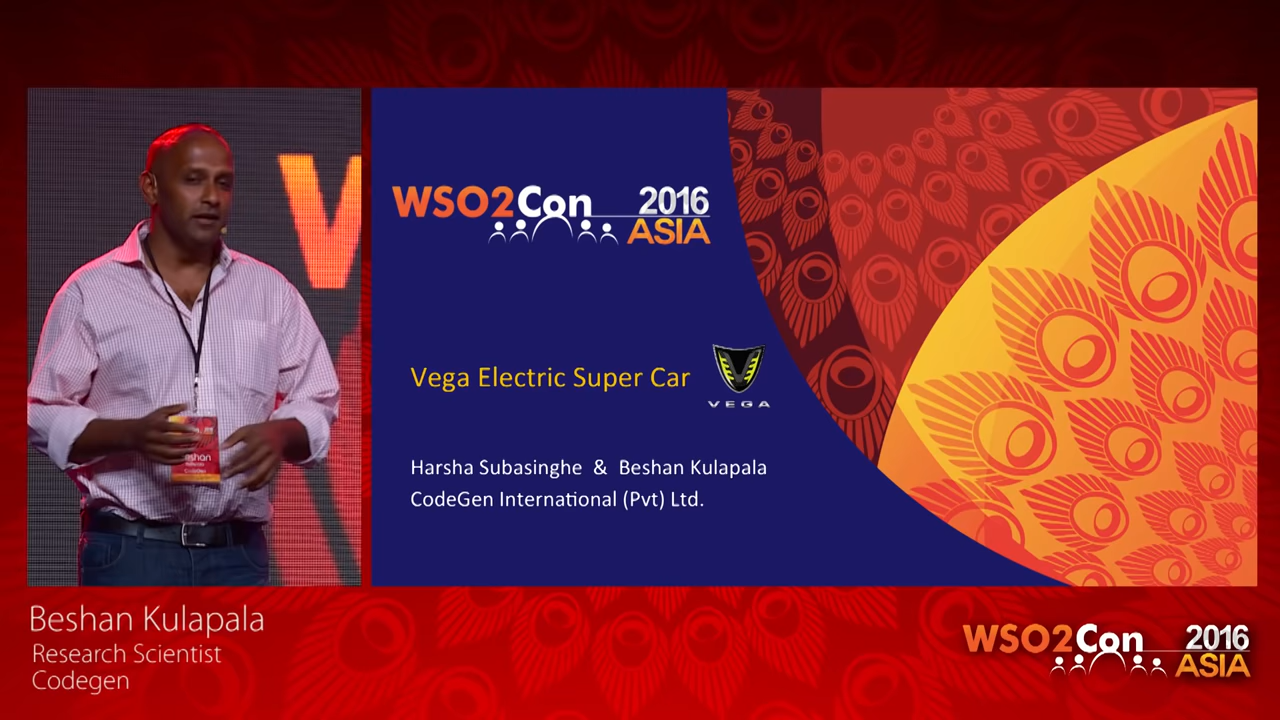 WSO2Con 2016
ASIA
Vega Electric Super Car
VEGA
Harsha Subasinghe & Beshan Kulapala
CodeGen International (Pvt) Ltd.
Beshan Kulapala
Research Scientist
Codegen
WSO2Con 2016
ASIA